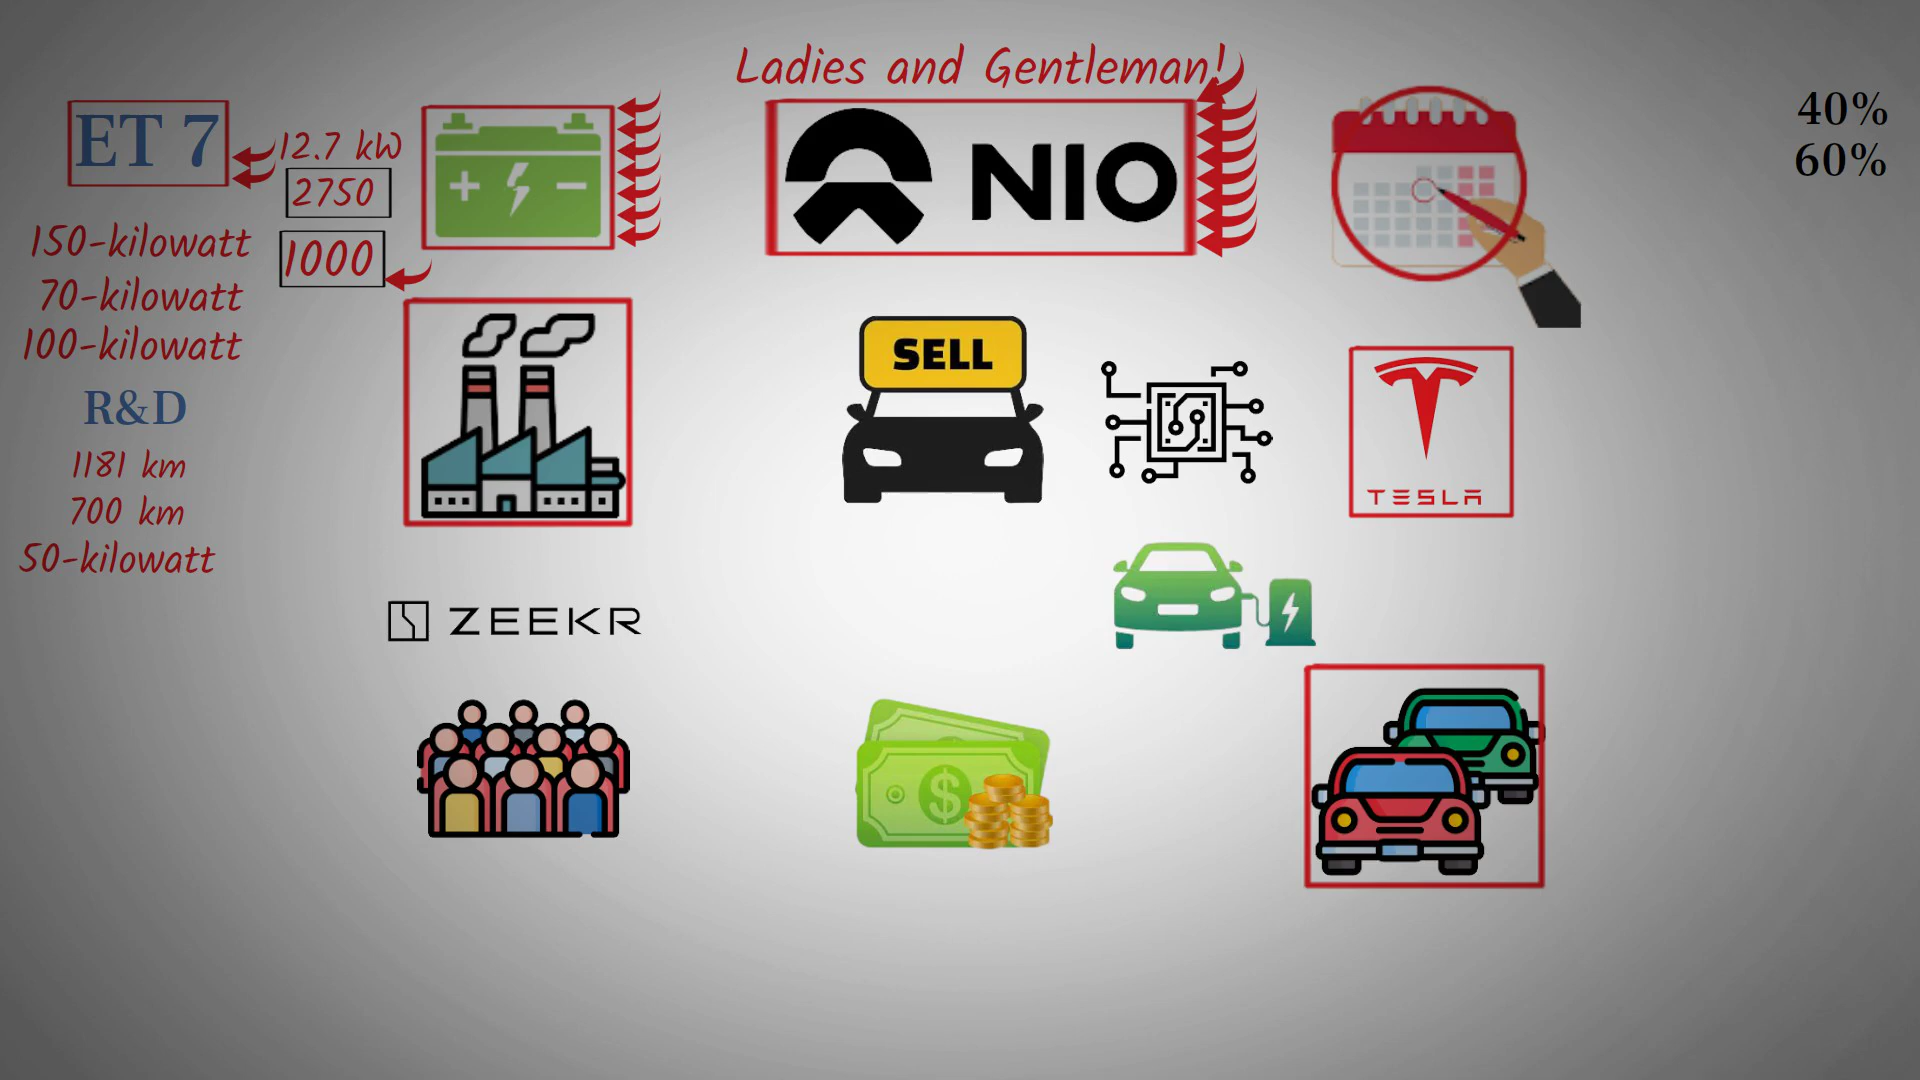 Ladies and Gentleman!
ET 7
12.7 kW
2750
1000
150-kilowatt
70-kilowatt
100-kilowatt
R&D
1181 km
700 km
50-kilowatt
NIO
40%
60%
SELL
TESLA
ZEEKR